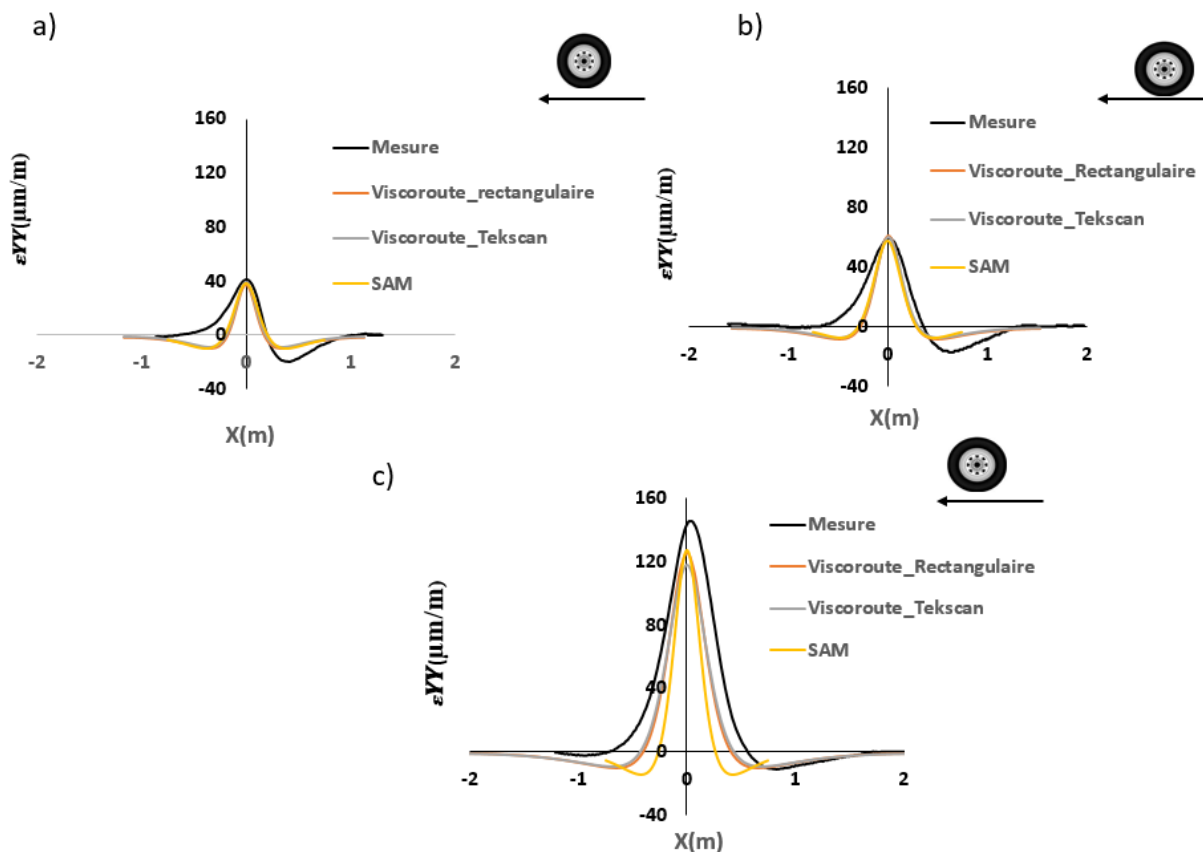 a)
εYY(µm/m)
160
120
80
40
0
-40
-2
-1
0
1
2
X(m)
Mesure
Viscoroute_rectangulaire
Viscoroute_Tekscan
SAM
b)
εYY(µm/m)
160
120
80
40
0
-40
-2
-1
0
1
2
X(m)
Mesure
Viscoroute_Rectangulaire
Viscoroute_Tekscan
SAM
c)
εYY(µm/m)
160
120
80
40
0
-40
-2
-1
0
1
2
X(m)
Mesure
Viscoroute_Rectangulaire
Viscoroute_Tekscan
SAM